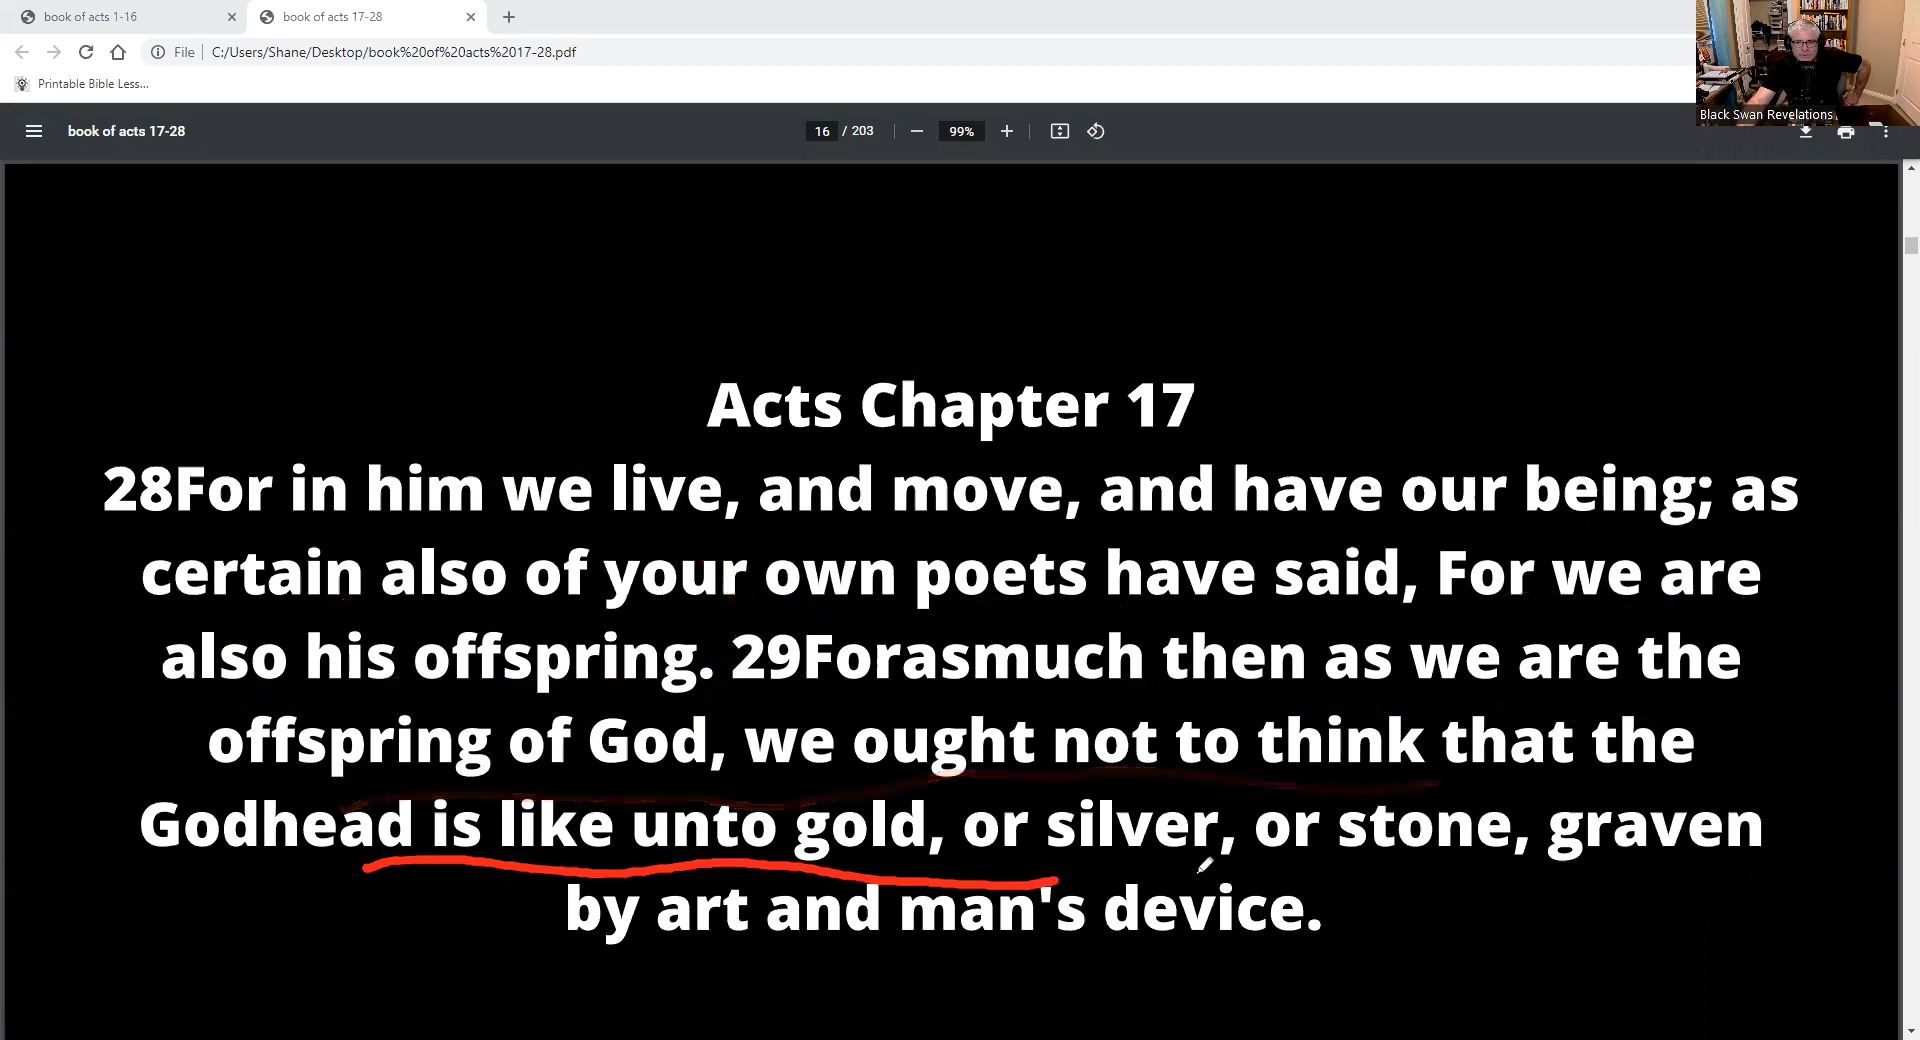 book of acts 1-16
book of acts 17-28
File
C:/Users/Shane/Desktop/book%20of%20acts%2017-28.pdf
Printable Bible Less...
Black Swan Revelations
book of acts 17-28
16 / 203
99%
Acts Chapter 17
28For in him we live, and move, and have our being; as
certain also of your own poets have said, For we are
also his offspring. 29Forasmuch then as we are the
offspring of God, we ought not to think that the
Godhead is like unto gold, or silver, or stone, graven
by art and man's device.